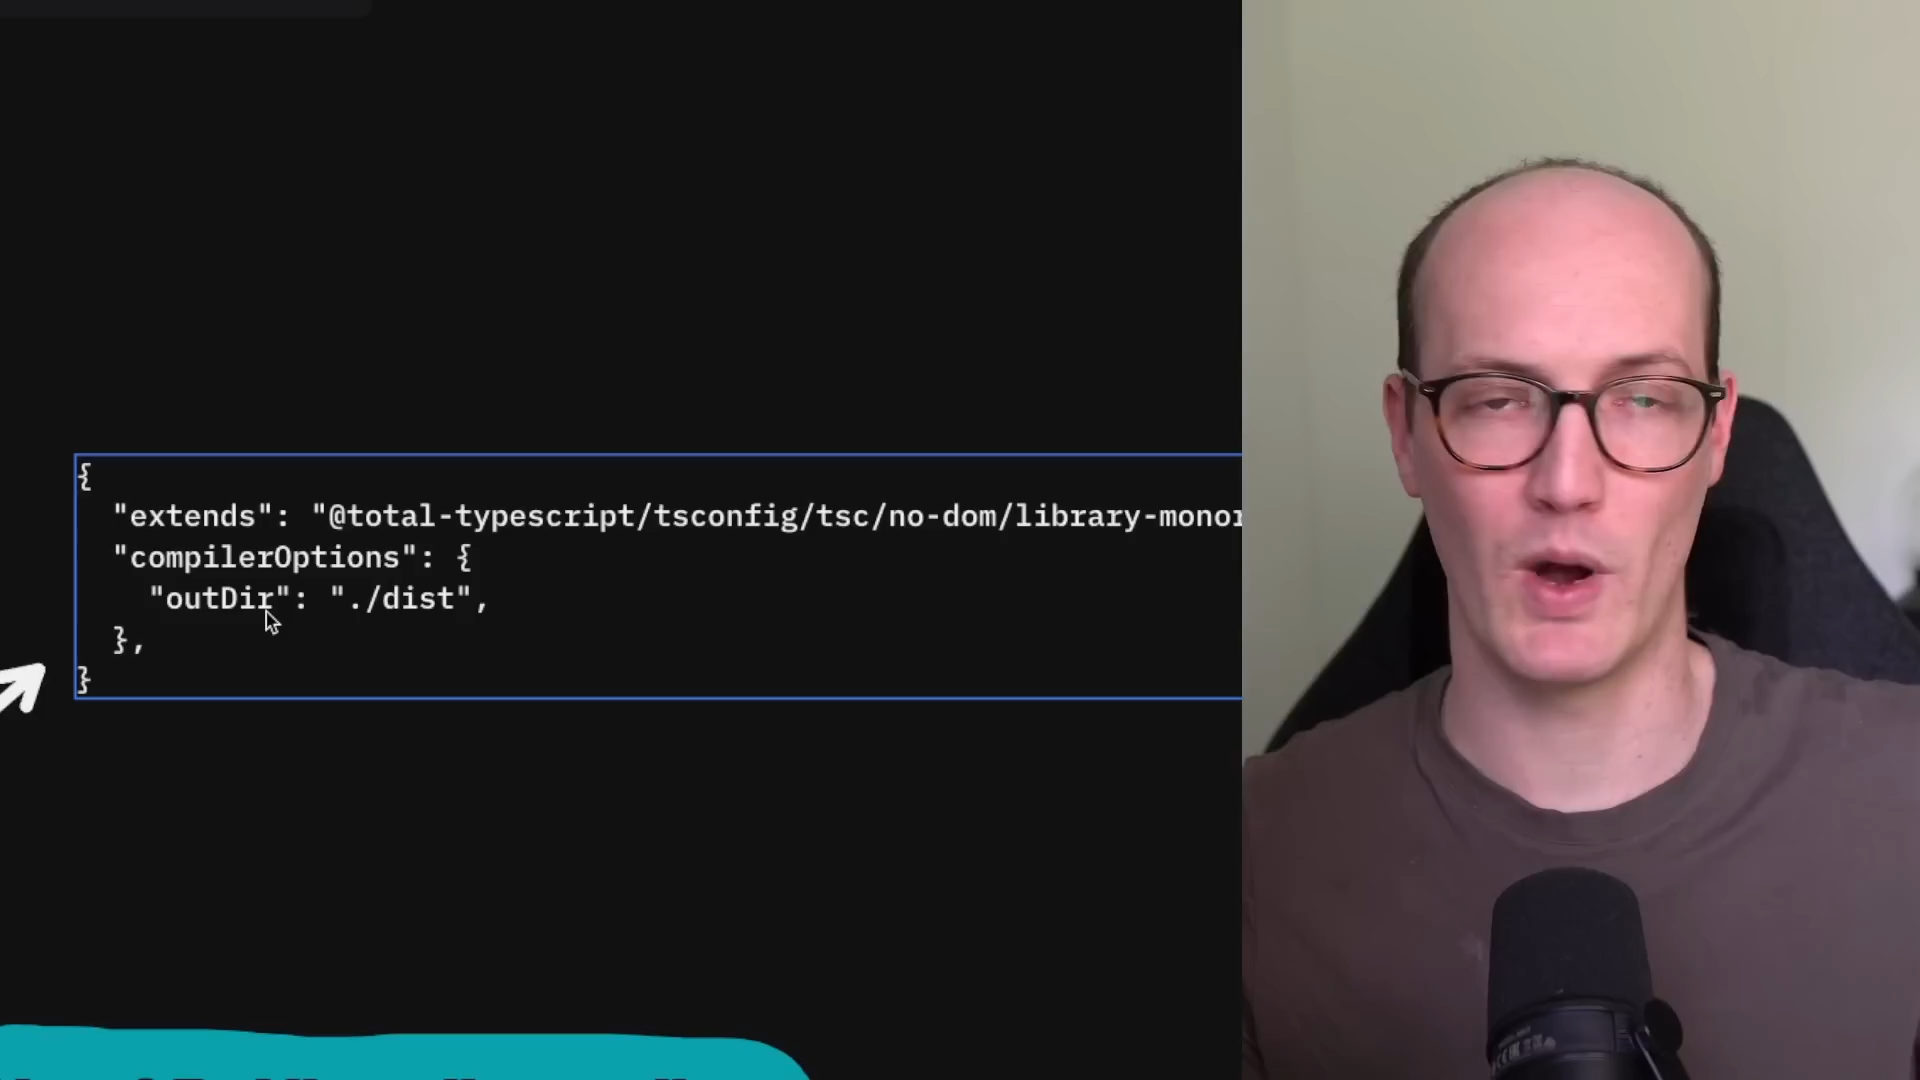 {
"extends": "@total-typescript/tsconfig/tsc/no-dom/library-monor
"compilerOptions": {
"outDir": "./dist",
},
}